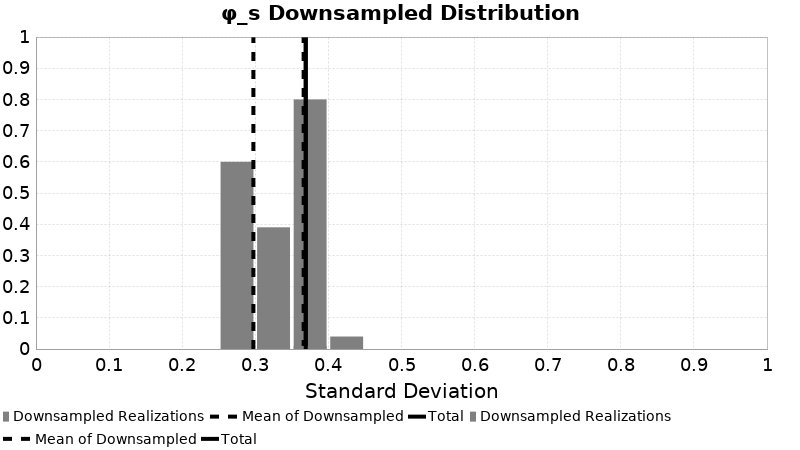 φ_s Downsampled Distribution
1
0.9
0.8
0.7
0.6
0.5
0.4
0.3
0.2
0.1
0
0 0.1 0.2 0.3 0.4 0.5 0.6 0.7 0.8 0.9 1
Standard Deviation
Downsampled Realizations Mean of Downsampled Total Downsampled Realizations
Mean of Downsampled Total